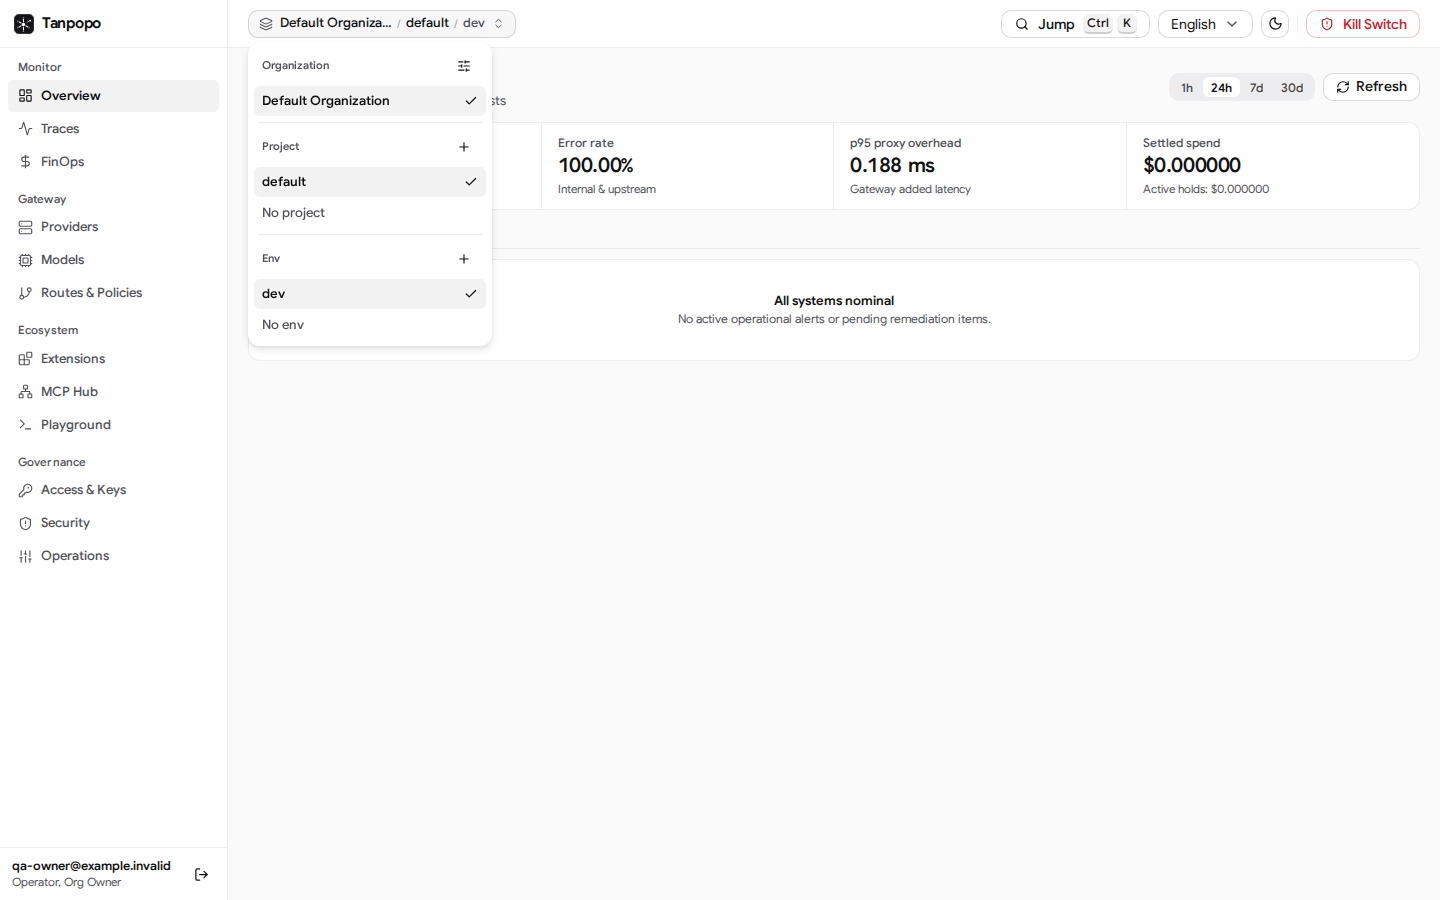 Tanpopo
Default Organiza... / default / dev
Jump Ctrl K
English
Kill Switch
Monitor
Overview
Traces
FinOps
Gateway
Providers
Models
Routes & Policies
Ecosystem
Extensions
MCP Hub
Playground
Governance
Access & Keys
Security
Operations
qa-owner@example.invalid
Operator, Org Owner
Organization
Default Organization
Project
default
No project
Env
dev
No env
1h 24h 7d 30d
Refresh
Error rate
100.00%
Internal & upstream
p95 proxy overhead
0.188 ms
Gateway added latency
Settled spend
$0.000000
Active holds: $0.000000
All systems nominal
No active operational alerts or pending remediation items.